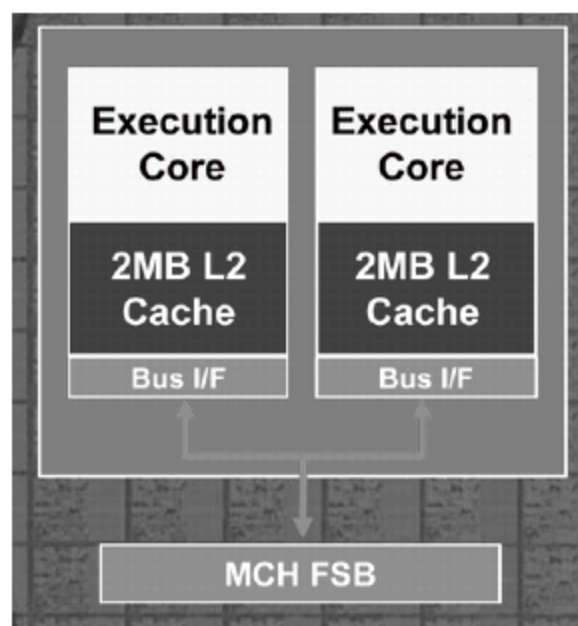 Execution
Core
2MB L2
Cache
Bus I/F
Execution
Core
2MB L2
Cache
Bus I/F
MCH FSB